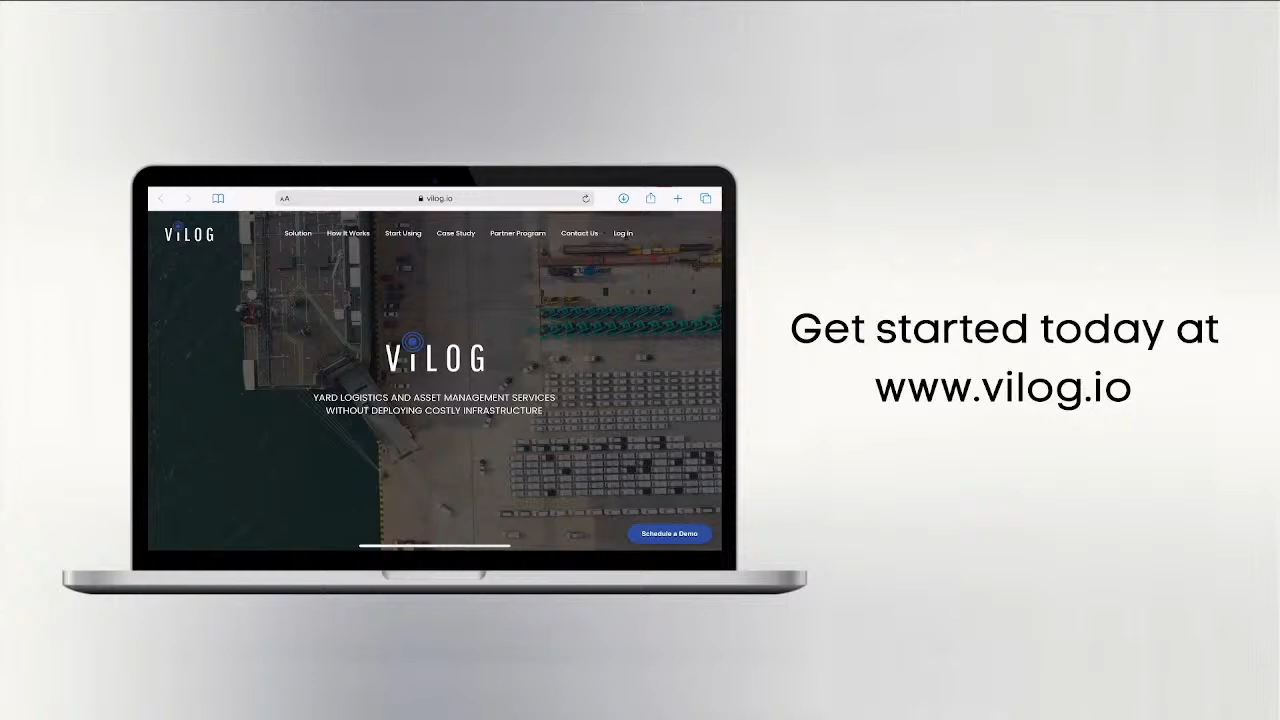 AA
vilog.io
ViLOG
Solution
How It Works
Start Using
Case Study
Partner Program
Contact Us
Log in
ViLOG
YARD LOGISTICS AND ASSET MANAGEMENT SERVICES
WITHOUT DEPLOYING COSTLY INFRASTRUCTURE
Schedule a Demo
Get started today at
www.vilog.io